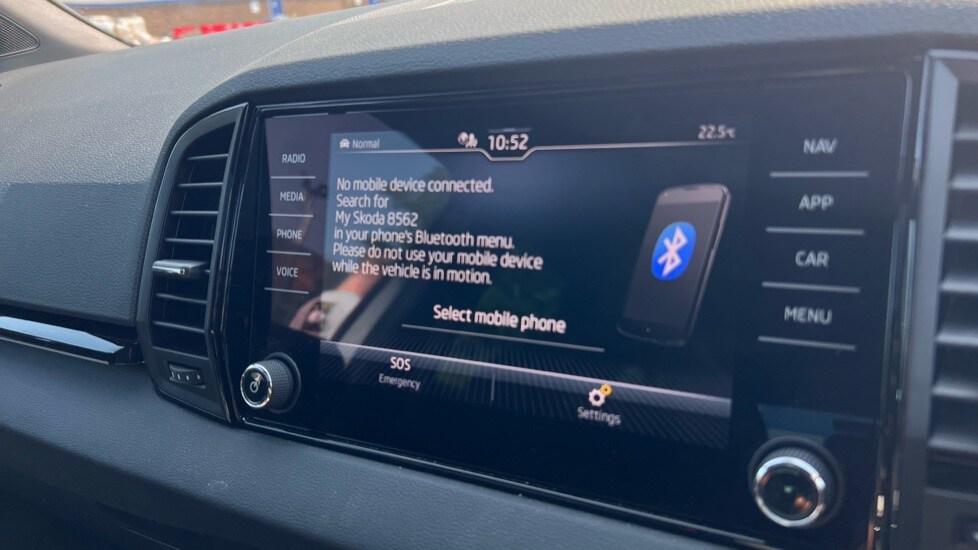 RADIO
MEDIA
PHONE
VOICE
Normal
10:52
22.5°C
No mobile device connected.
Search for
My Skoda 8562
in your phone's Bluetooth menu.
Please do not use your mobile device
while the vehicle is in motion.
Select mobile phone
SOS
Emergency
Settings
NAV
APP
CAR
MENU